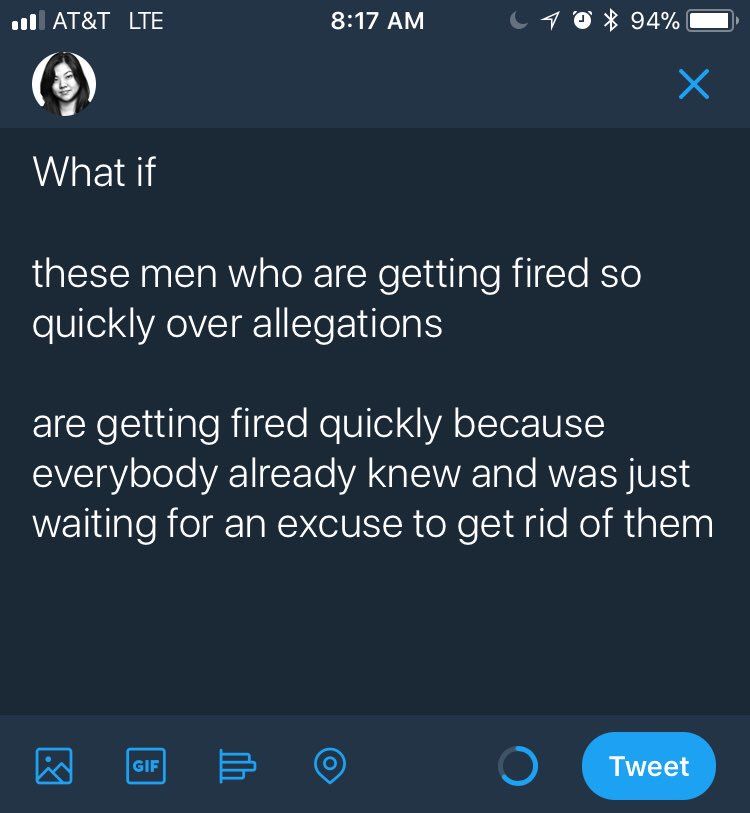 AT&T LTE 8:17 AM 94%
What if
these men who are getting fired so
quickly over allegations
are getting fired quickly because
everybody already knew and was just
waiting for an excuse to get rid of them
GIF Tweet